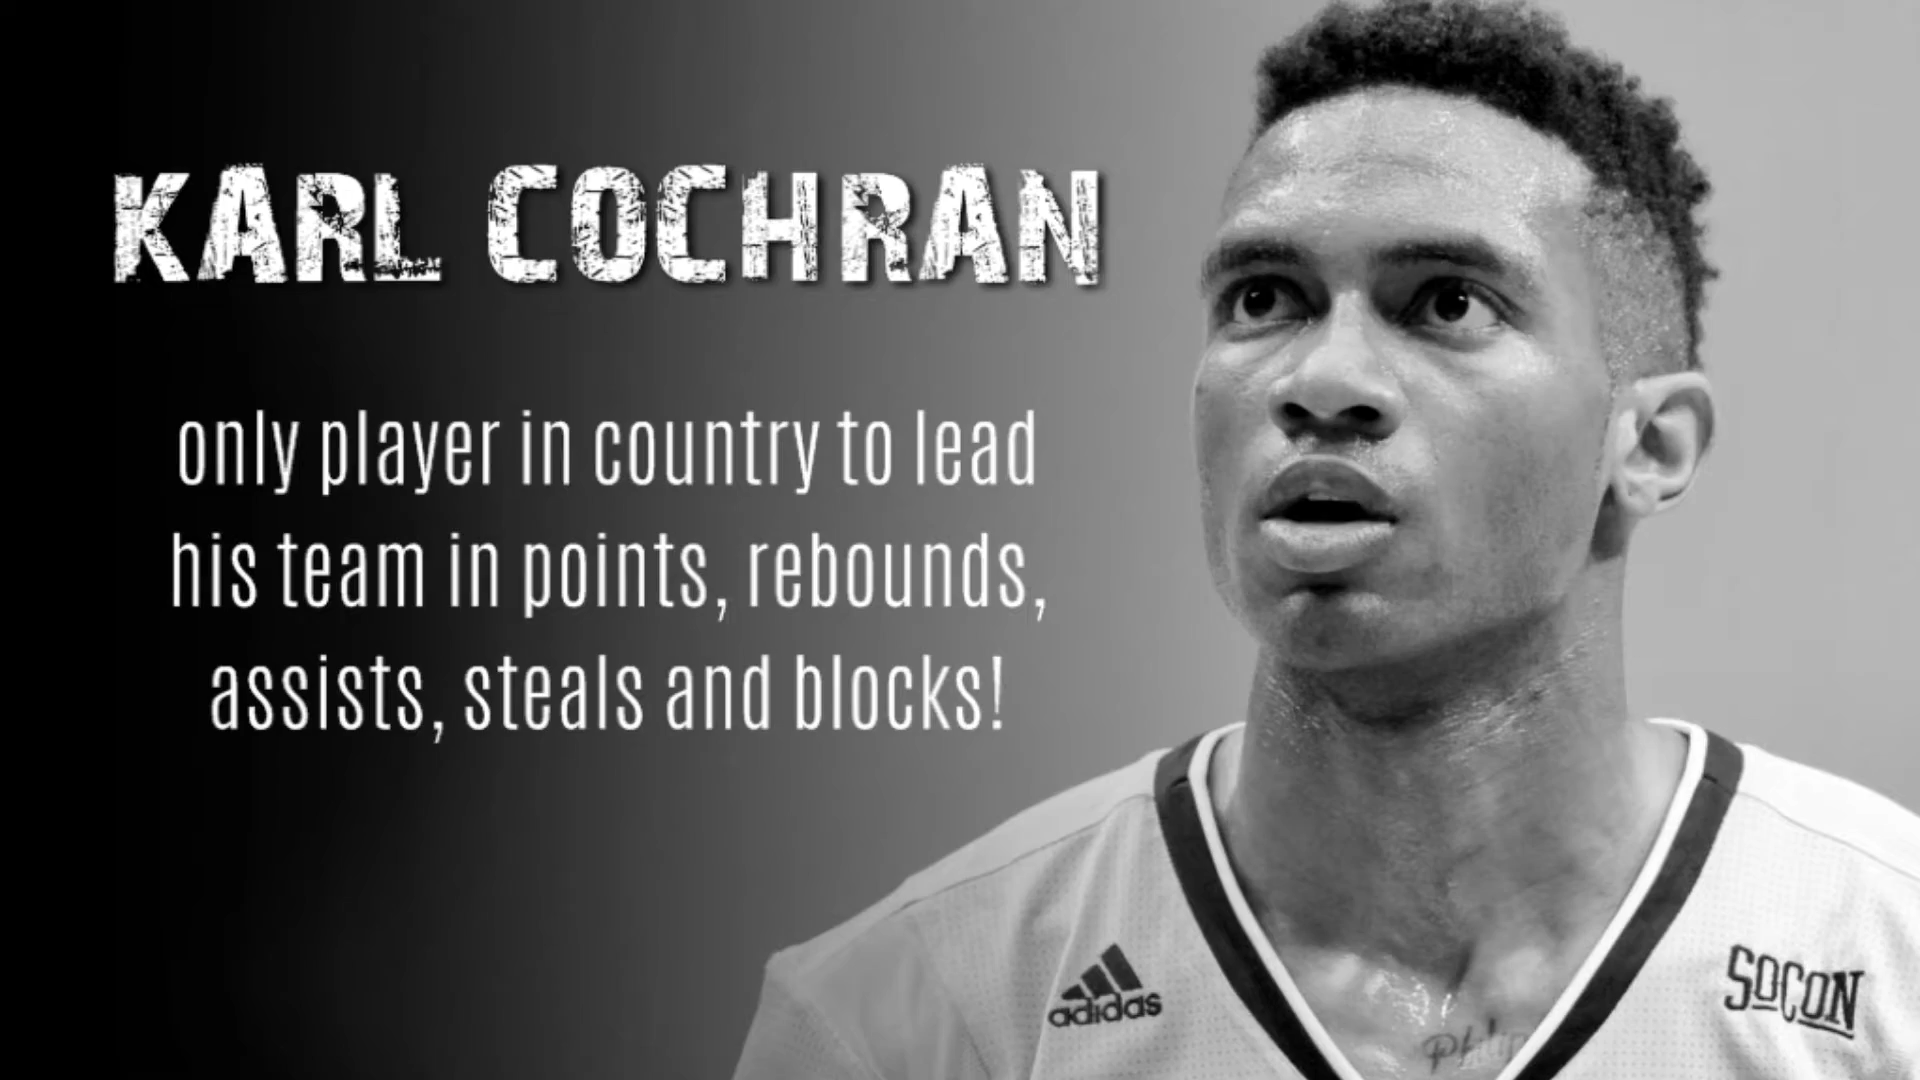 KARL COCHRAN
only player in country to lead
his team in points, rebounds,
assists, steals and blocks!
adidas
SOCON